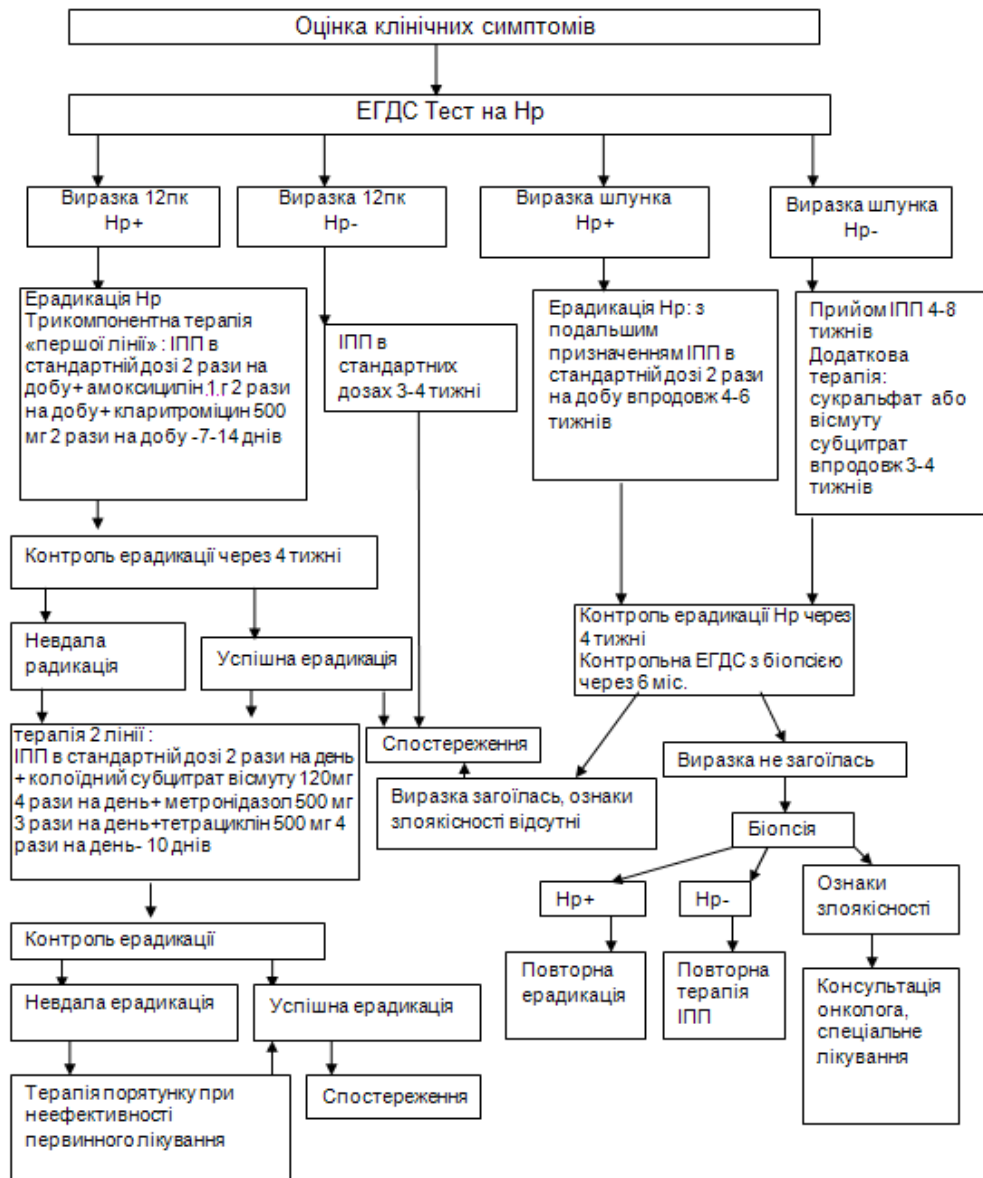 Оцінка клінічних симптомів
ЕГДС Тест на Нр
Виразка 12пк
Нр+
Виразка 12пк
Нр-
Виразка шлунка
Нр+
Виразка шлунка
Нр-
Ерадикація Нр
Трикомпонентна терапія
«першої лінії» : ІПП в
стандартній дозі 2 рази на
добу+ амоксицилін 1 г 2 рази
на добу+ кларитроміцин 500
мг 2 рази на добу -7-14 днів
ІПП в
стандартних
дозах 3-4 тижні
Ерадикація Нр: з
подальшим
призначенням ІПП в
стандартній дозі 2 рази
на добу впродовж 4-6
тижнів
Прийом ІПП 4-8
тижнів
Додаткова
терапія:
сукральфат або
вісмуту
субцитрат
впродовж 3-4
тижнів
Контроль ерадикації через 4 тижні
Невдала
радикація
Успішна ерадикація
Контроль ерадикації Нр через
4 тижні
Контрольна ЕГДС з біопсією
через 6 міс.
терапія 2 лінії :
ІПП в стандартній дозі 2 рази на день
+ колоїдний субцитрат вісмуту 120мг
4 рази на день+ метронідазол 500 мг
3 рази на день+тетрациклін 500 мг 4
рази на день- 10 днів
Спостереження
Виразка загоїлась, ознаки
злоякісності відсутні
Виразка не загоїлась
Біопсія
Нр+
Нр-
Ознаки
злоякісності
Контроль ерадикації
Невдала ерадикація
Успішна ерадикація
Повторна
ерадикація
Повторна
терапія
ІПП
Консультація
онколога,
спеціальне
лікування
Терапія порятунку при
неефективності
первинного лікування
Спостереження